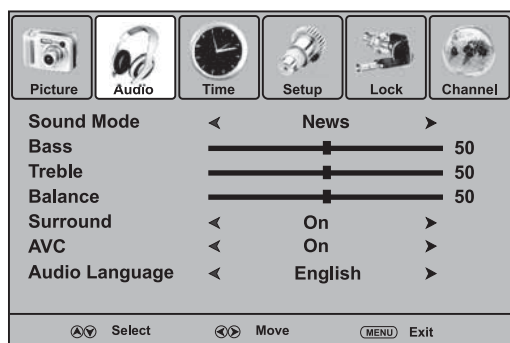 Picture Audio Time Setup Lock Channel
Sound Mode News
Bass 50
Treble 50
Balance 50
Surround On
AVC On
Audio Language English
Select Move MENU Exit